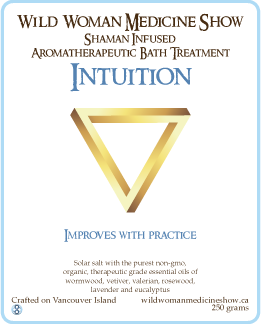 Wild Woman Medicine Show
Shaman Infused
Aromatherapeutic Bath Treatment
Intuition
Improves with practice
Solar salt with the purest non-gmo,
organic, therapeutic grade essential oils of
wormwood, vetiver, valerian, rosewood,
lavender and eucalyptus
Crafted on Vancouver Island wildwomanmedicineshow.ca
250 grams